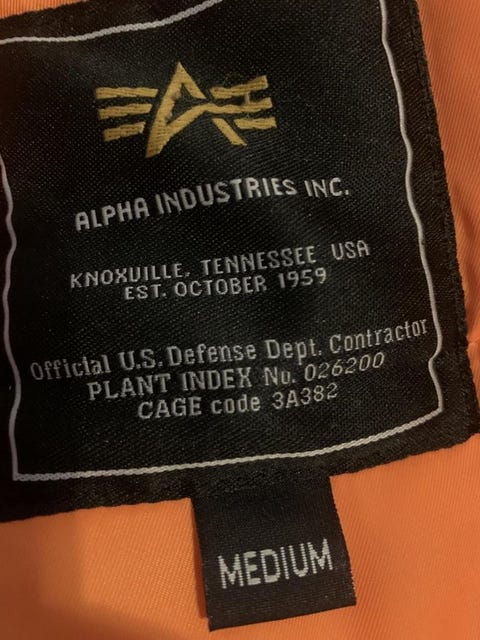 ALPHA INDUSTRIES INC.
KNOXVILLE, TENNESSEE USA
EST. OCTOBER 1959
Official U.S. Defense Dept. Contractor
PLANT INDEX No. 026200
CAGE code 3A382
MEDIUM